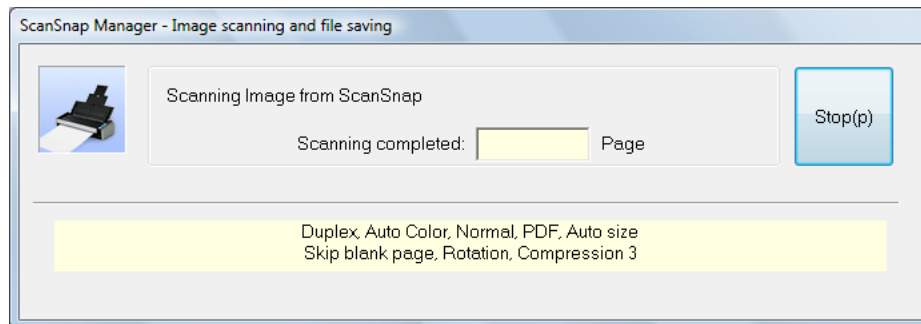 ScanSnap Manager - Image scanning and file saving
Scanning Image from ScanSnap
Stop(p)
Scanning completed: Page
Duplex, Auto Color, Normal, PDF, Auto size
Skip blank page, Rotation, Compression 3